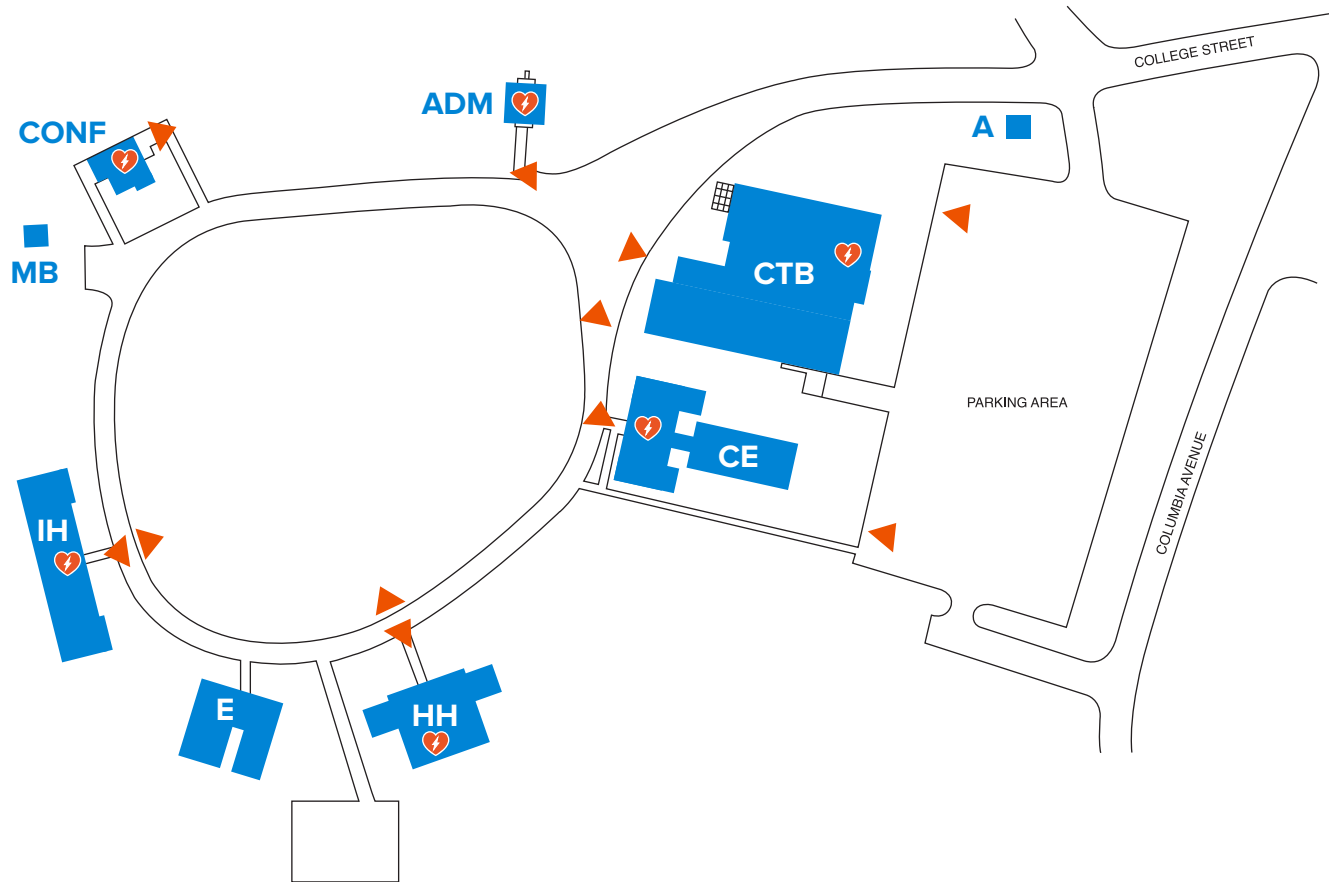 COLLEGE STREET
ADM
A
CONF
MB
CTB
PARKING AREA
CE
COLUMBIA AVENUE
IH
E
HH